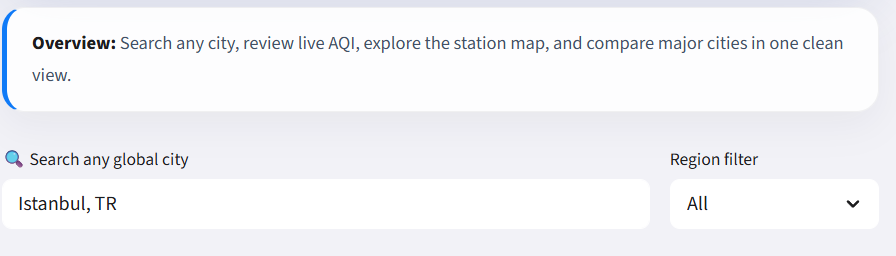 Overview: Search any city, review live AQI, explore the station map, and compare major cities in one clean
view.
Search any global city
Region filter
Istanbul, TR
All